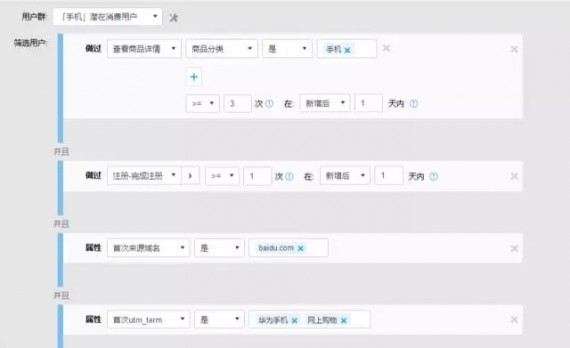 用户群: 「手机」潜在消费用户
筛选用户:
做过 查看商品详情 商品分类 是 手机 ×
+
>= 3 次 在: 新增后 1 天内
并且
做过 注册-完成注册 >= 1 次 在: 新增后 1 天内
并且
属性 首次来源域名 是 baidu.com ×
并且
属性 首次utm_term 是 华为手机 × 网上购物 ×